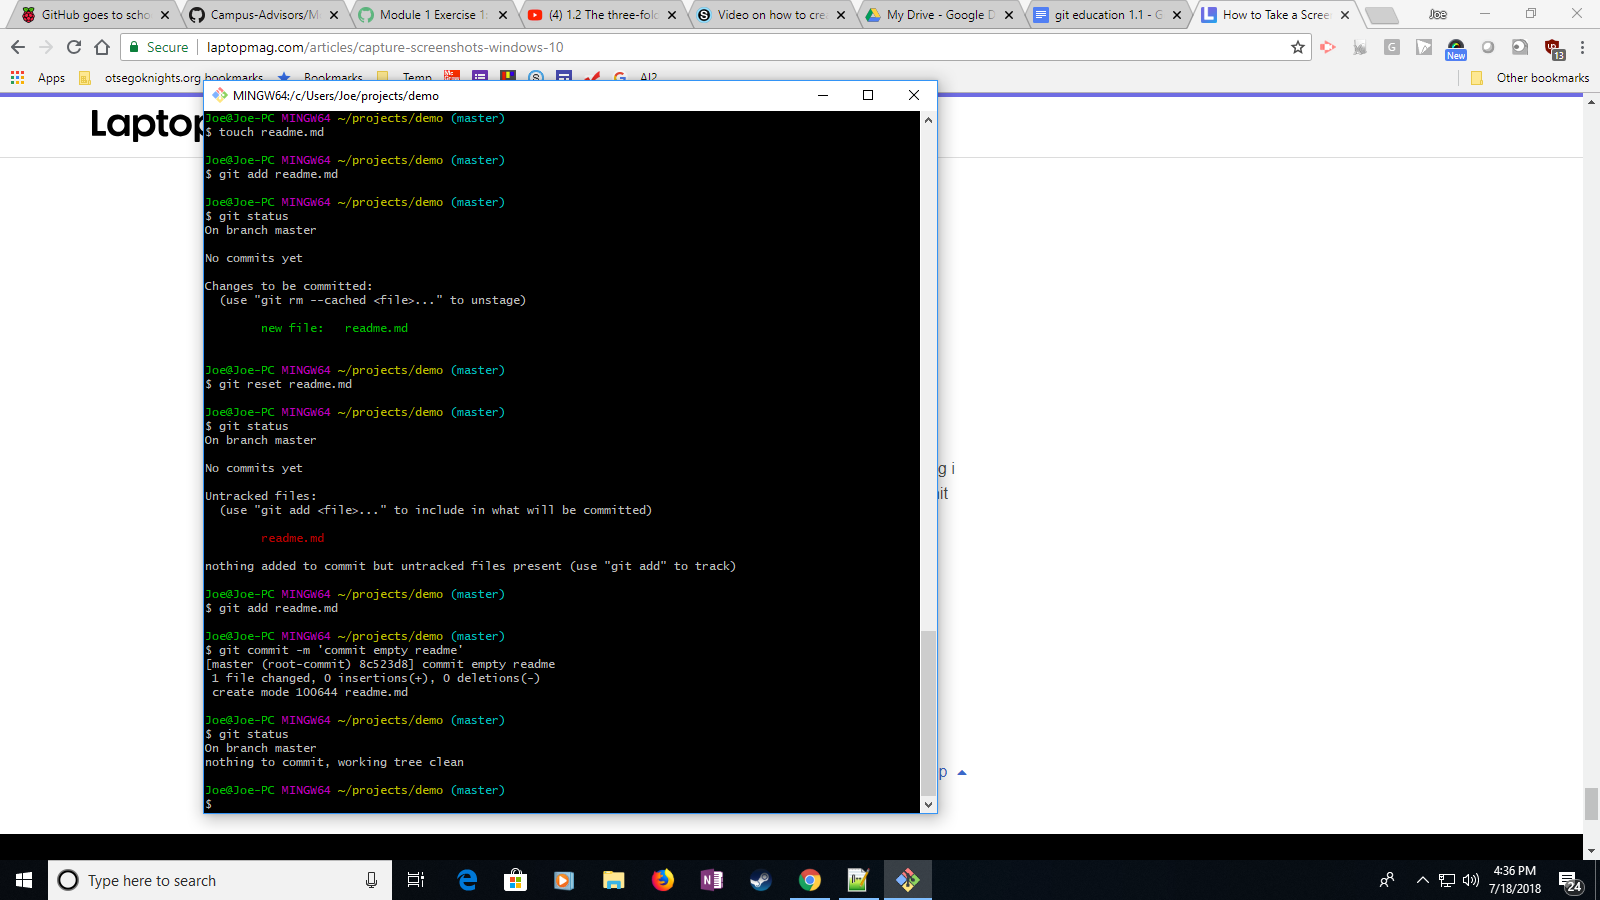 GitHub goes to scho
Campus-Advisors/M
Module 1 Exercise 1
(4) 1.2 The three-fol
Video on how to cre
My Drive - Google D
git education 1.1 - G
How to Take a Scree
Joe
Secure
laptopmag.com/articles/capture-screenshots-windows-10
New
13
Apps
otsegoknights.org bookmarks
Bookmarks
Temp
AI2
Other bookmarks
MINGW64:/c/Users/Joe/projects/demo
Laptop
Joe@Joe-PC MINGW64 ~/projects/demo (master)
$ touch readme.md
Joe@Joe-PC MINGW64 ~/projects/demo (master)
$ git add readme.md
Joe@Joe-PC MINGW64 ~/projects/demo (master)
$ git status
On branch master
No commits yet
Changes to be committed:
(use "git rm --cached <file>..." to unstage)
new file: readme.md
Joe@Joe-PC MINGW64 ~/projects/demo (master)
$ git reset readme.md
Joe@Joe-PC MINGW64 ~/projects/demo (master)
$ git status
On branch master
No commits yet
g i
it
Untracked files:
(use "git add <file>..." to include in what will be committed)
readme.md
nothing added to commit but untracked files present (use "git add" to track)
Joe@Joe-PC MINGW64 ~/projects/demo (master)
$ git add readme.md
Joe@Joe-PC MINGW64 ~/projects/demo (master)
$ git commit -m 'commit empty readme'
[master (root-commit) 8c523d8] commit empty readme
1 file changed, 0 insertions(+), 0 deletions(-)
create mode 100644 readme.md
Joe@Joe-PC MINGW64 ~/projects/demo (master)
$ git status
On branch master
nothing to commit, working tree clean
p
Joe@Joe-PC MINGW64 ~/projects/demo (master)
$
Type here to search
4:36 PM
7/18/2018
24